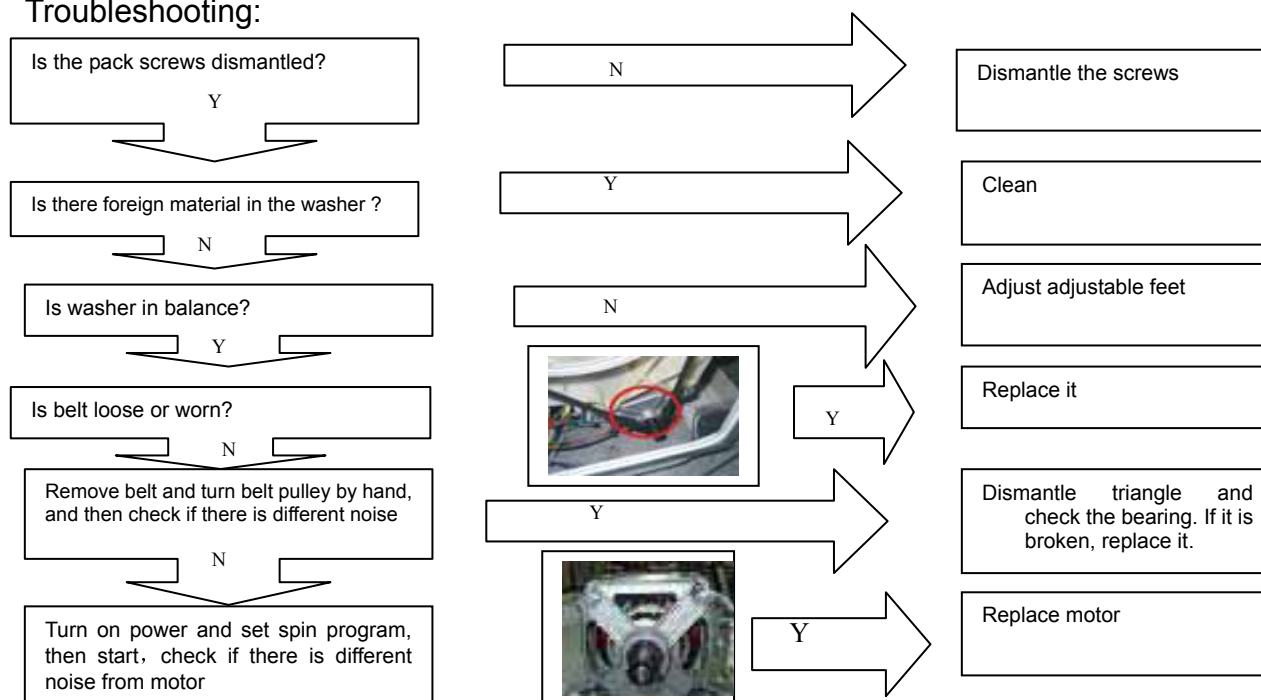 Troubleshooting:
Is the pack screws dismantled?
Y
N
Dismantle the screws
Is there foreign material in the washer ?
N
Y
Clean
Is washer in balance?
Y
N
Adjust adjustable feet
Is belt loose or worn?
N
Y
Replace it
Remove belt and turn belt pulley by hand,
and then check if there is different noise
N
Y
Dismantle triangle and
check the bearing. If it is
broken, replace it.
Turn on power and set spin program,
then start，check if there is different
noise from motor
Y
Replace motor